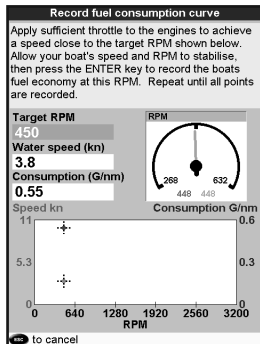 Record fuel consumption curve
Apply sufficient throttle to the engines to achieve
a speed close to the target RPM shown below.
Allow your boat's speed and RPM to stabilise,
then press the ENTER key to record the boats
fuel economy at this RPM. Repeat until all points
are recorded.
Target RPM
450
Water speed (kn)
3.8
Consumption (G/nm)
0.55
RPM
268 632
448 448
Speed kn Consumption G/nm
11 0.6
5.3 0.3
0 0
0 640 1280 1920 2560 3200
RPM
ESC to cancel